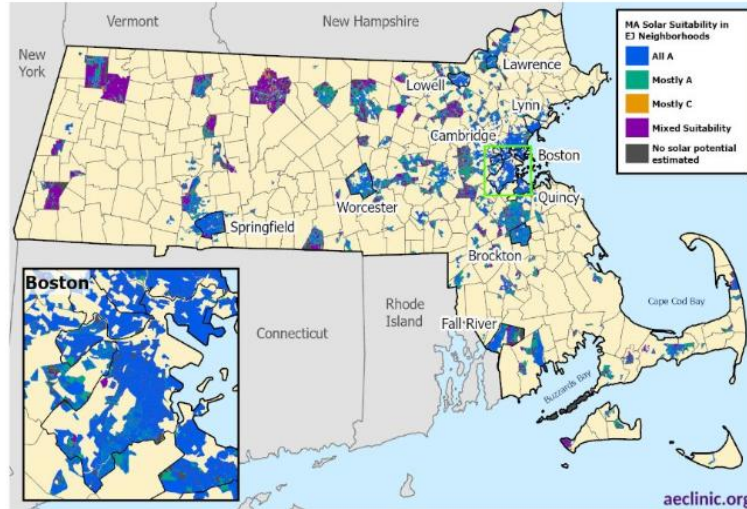 Vermont
New Hampshire
New York
MA Solar Suitability in
EJ Neighborhoods
All A
Mostly A
Mostly C
Mixed Suitability
No solar potential
estimated
Lawrence
Lowell
Lynn
Cambridge
Boston
Worcester
Quincy
Springfield
Brockton
Boston
Connecticut
Rhode
Island
Fall River
Cape Cod Bay
Buzzards Bay
aeclinic.org